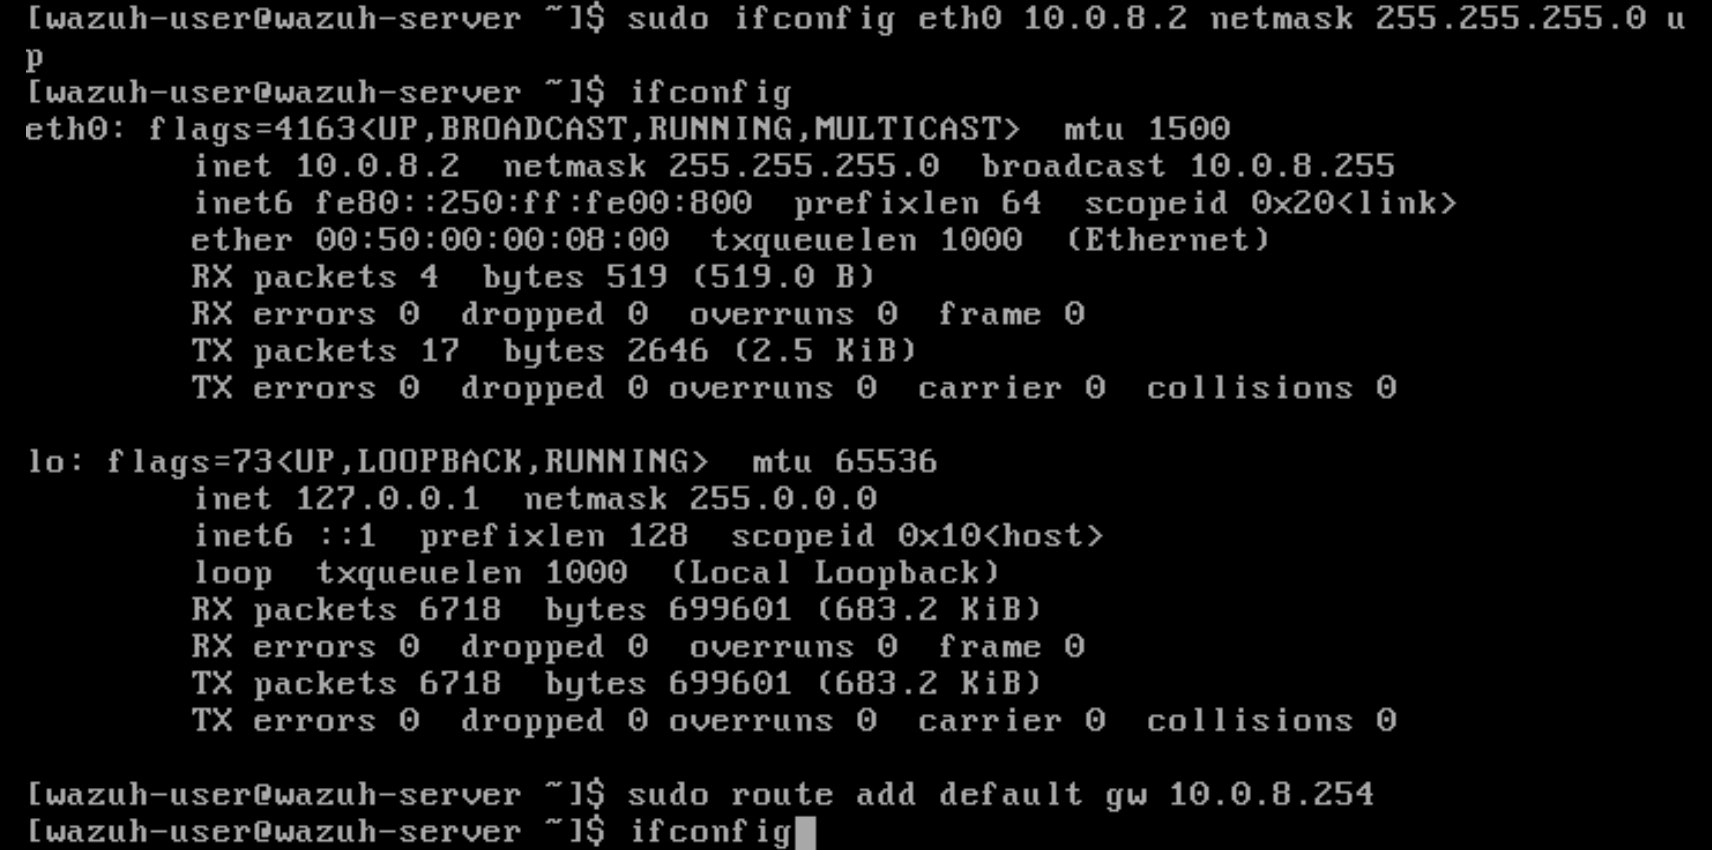 [wazuh-user@wazuh-server ~]$ sudo ifconfig eth0 10.0.8.2 netmask 255.255.255.0 u
p
[wazuh-user@wazuh-server ~]$ ifconfig
eth0: flags=4163<UP,BROADCAST,RUNNING,MULTICAST>  mtu 1500
        inet 10.0.8.2  netmask 255.255.255.0  broadcast 10.0.8.255
        inet6 fe80::250:ff:fe00:800  prefixlen 64  scopeid 0x20<link>
        ether 00:50:00:00:08:00  txqueuelen 1000  (Ethernet)
        RX packets 4  bytes 519 (519.0 B)
        RX errors 0  dropped 0  overruns 0  frame 0
        TX packets 17  bytes 2646 (2.5 KiB)
        TX errors 0  dropped 0 overruns 0  carrier 0  collisions 0

lo: flags=73<UP,LOOPBACK,RUNNING>  mtu 65536
        inet 127.0.0.1  netmask 255.0.0.0
        inet6 ::1  prefixlen 128  scopeid 0x10<host>
        loop  txqueuelen 1000  (Local Loopback)
        RX packets 6718  bytes 699601 (683.2 KiB)
        RX errors 0  dropped 0  overruns 0  frame 0
        TX packets 6718  bytes 699601 (683.2 KiB)
        TX errors 0  dropped 0 overruns 0  carrier 0  collisions 0

[wazuh-user@wazuh-server ~]$ sudo route add default gw 10.0.8.254
[wazuh-user@wazuh-server ~]$ ifconfig